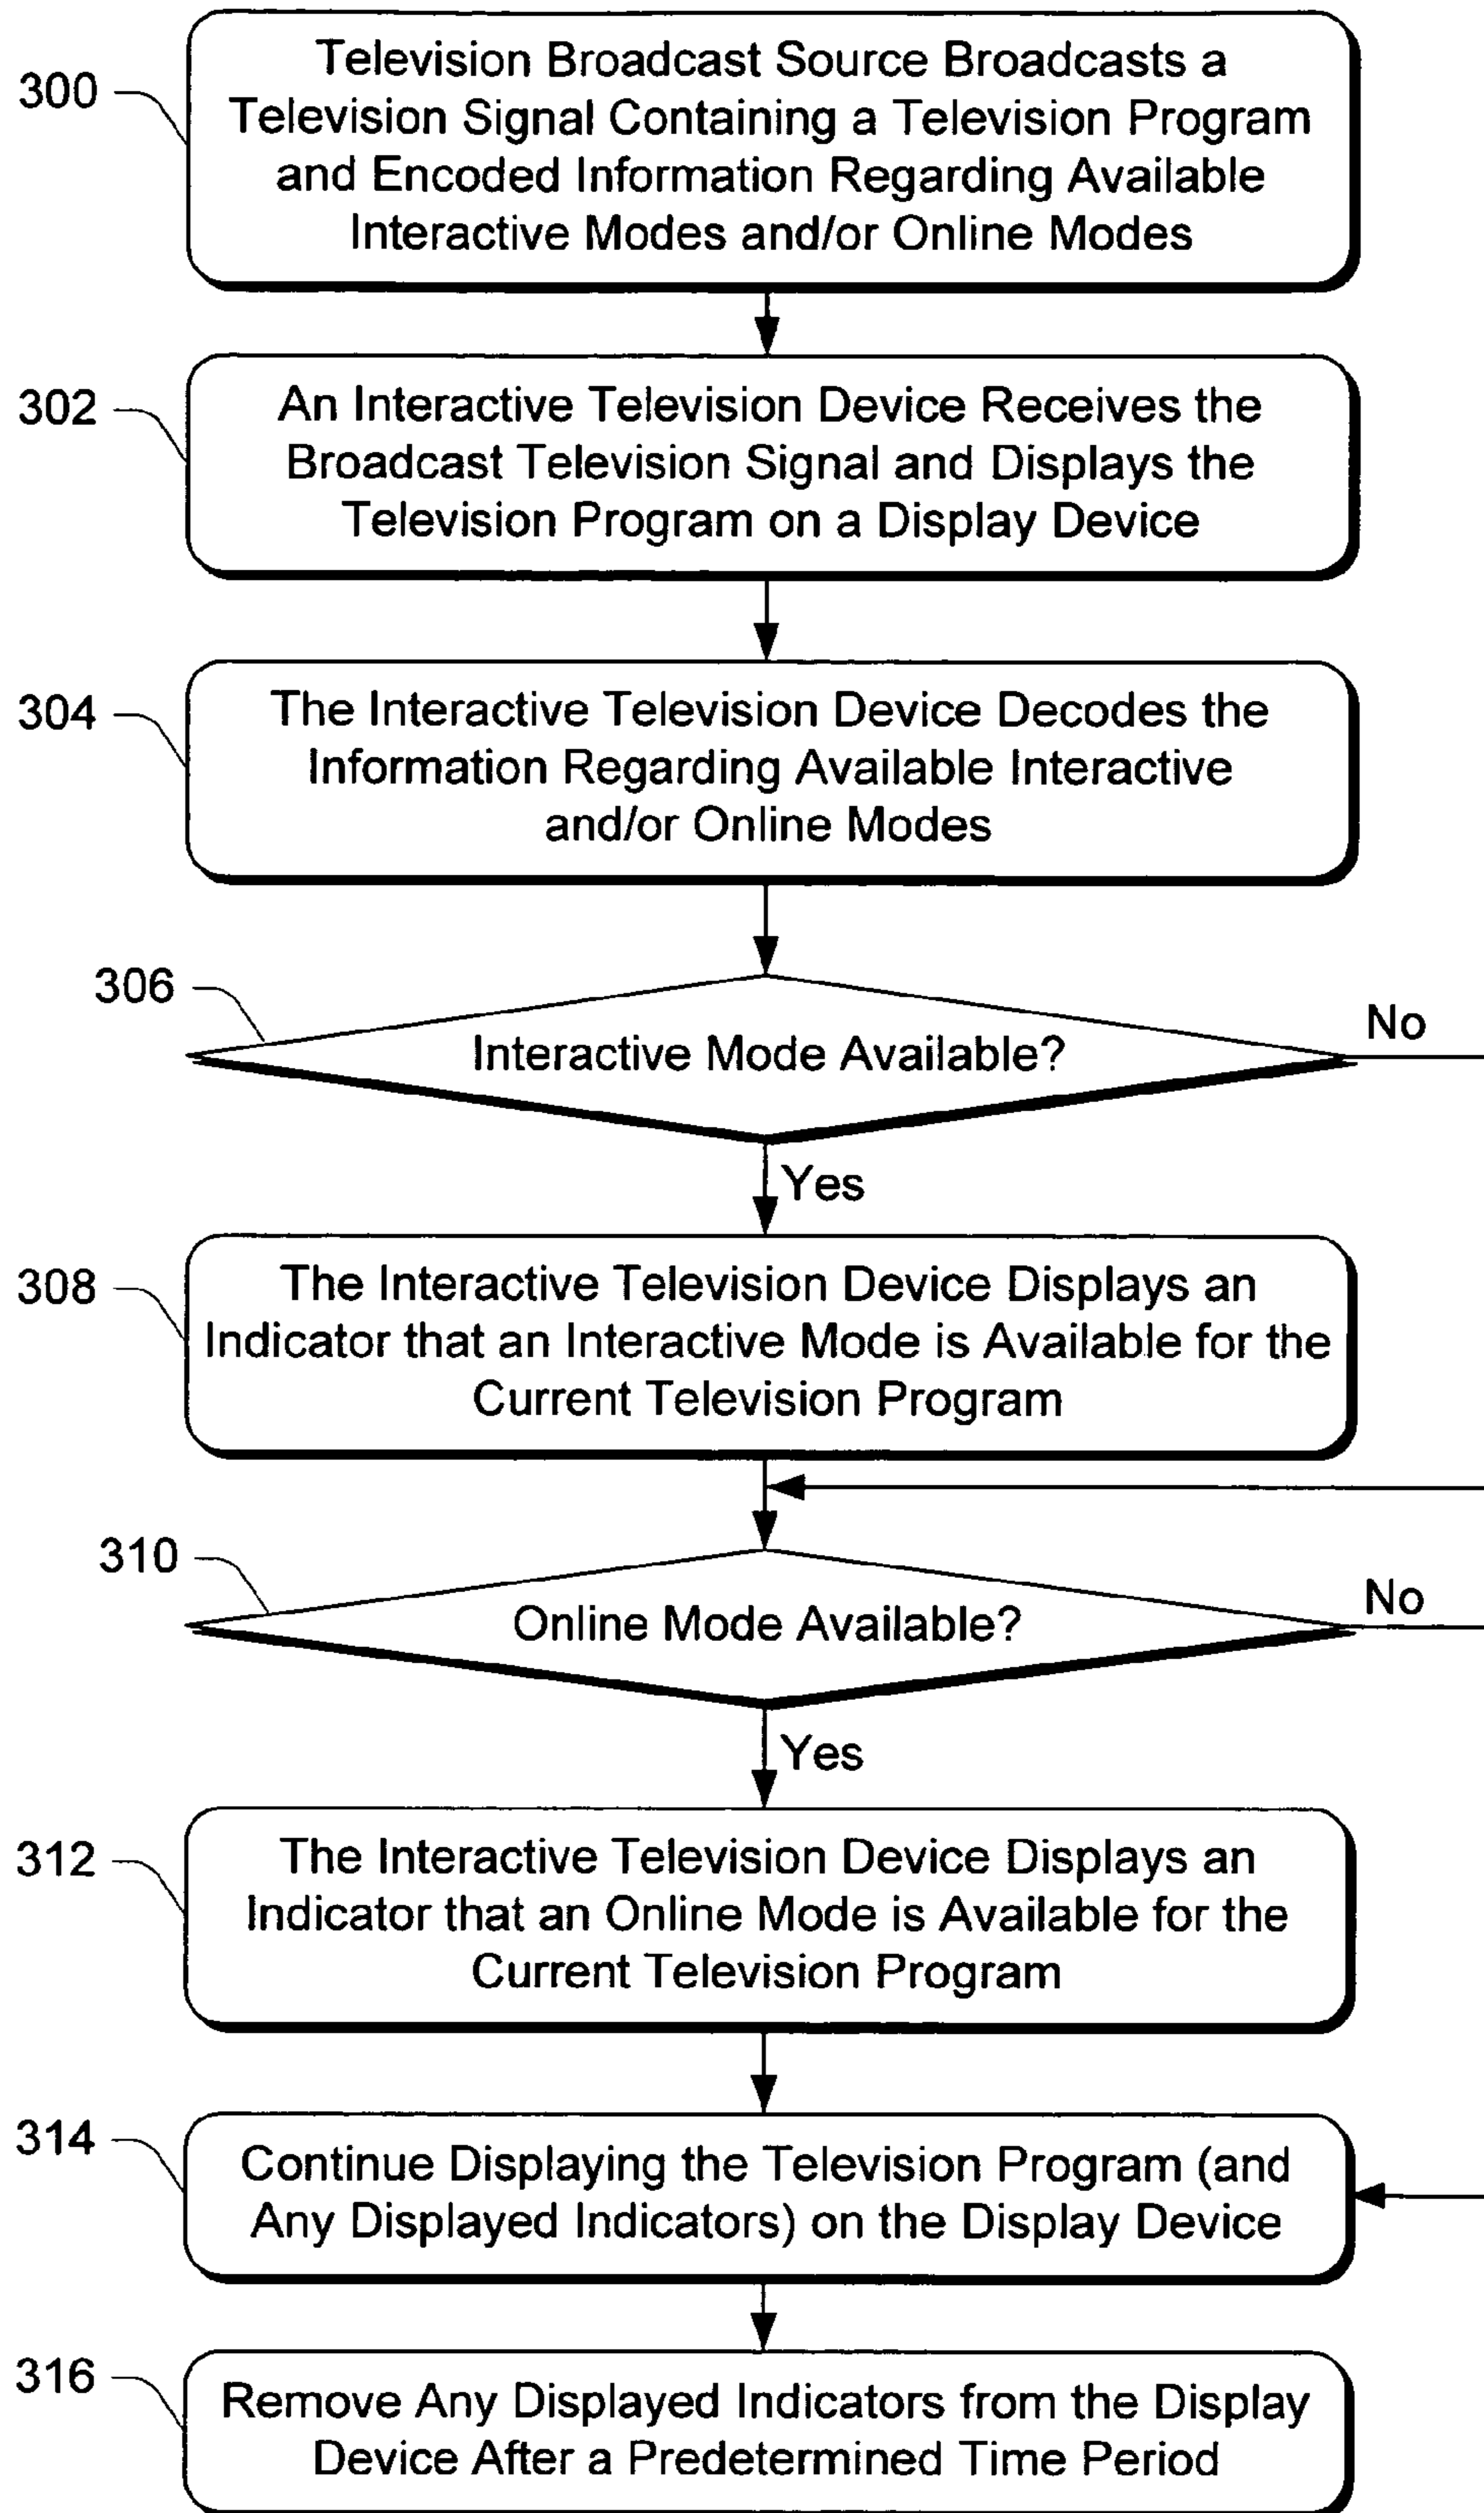 300
Television Broadcast Source Broadcasts a
Television Signal Containing a Television Program
and Encoded Information Regarding Available
Interactive Modes and/or Online Modes
302
An Interactive Television Device Receives the
Broadcast Television Signal and Displays the
Television Program on a Display Device
304
The Interactive Television Device Decodes the
Information Regarding Available Interactive
and/or Online Modes
306
Interactive Mode Available?
No
Yes
308
The Interactive Television Device Displays an
Indicator that an Interactive Mode is Available for the
Current Television Program
310
Online Mode Available?
No
Yes
312
The Interactive Television Device Displays an
Indicator that an Online Mode is Available for the
Current Television Program
314
Continue Displaying the Television Program (and
Any Displayed Indicators) on the Display Device
316
Remove Any Displayed Indicators from the Display
Device After a Predetermined Time Period